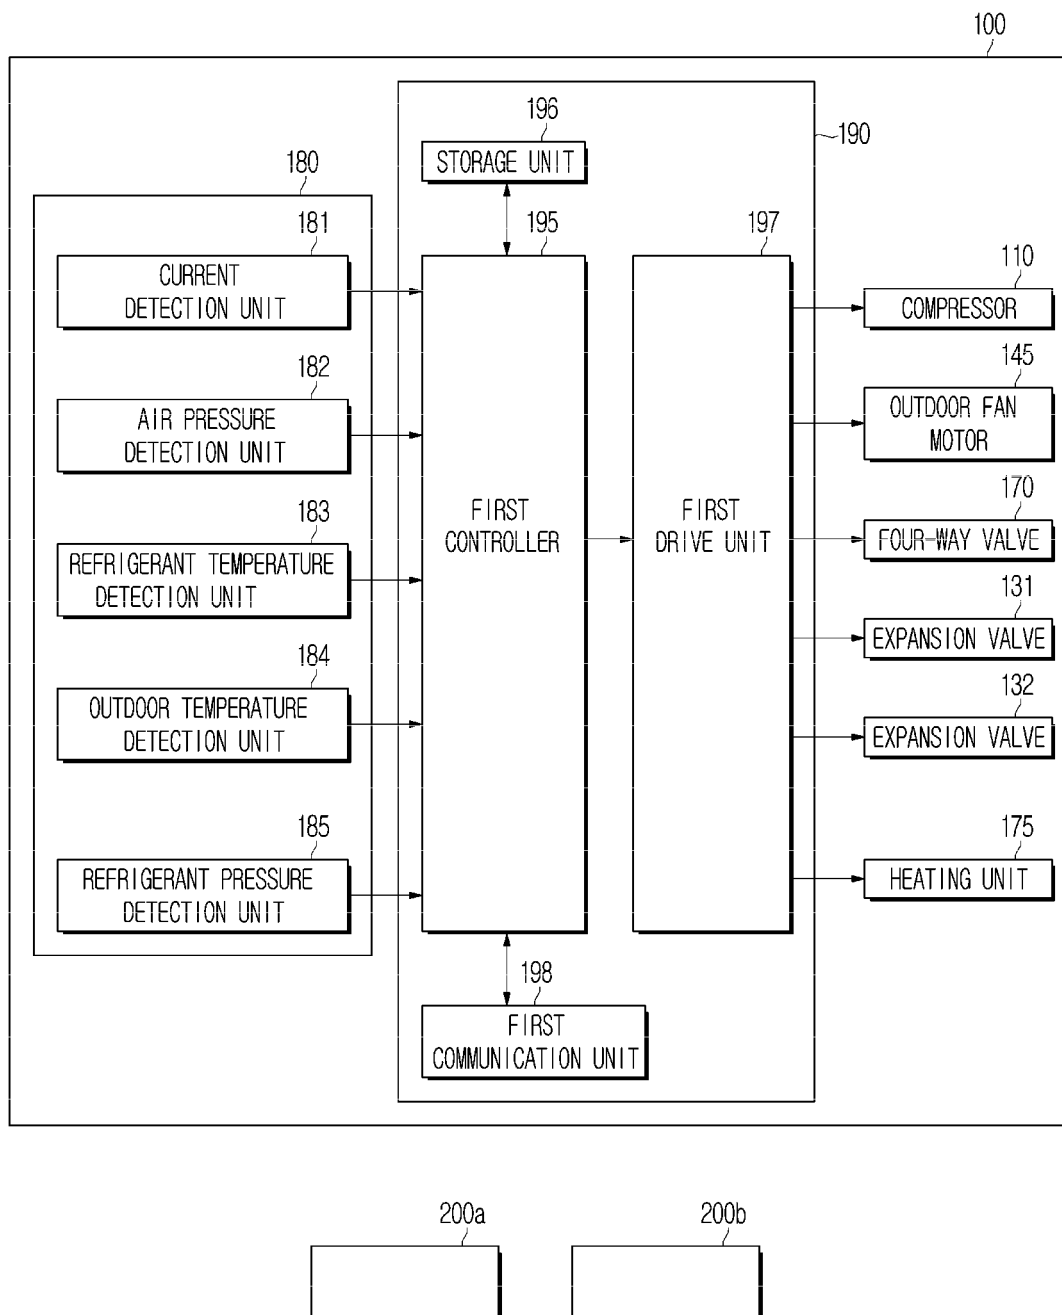 100
190
196
STORAGE UNIT
180
181
CURRENT
DETECTION UNIT
182
AIR PRESSURE
DETECTION UNIT
183
REFRIGERANT TEMPERATURE
DETECTION UNIT
184
OUTDOOR TEMPERATURE
DETECTION UNIT
185
REFRIGERANT PRESSURE
DETECTION UNIT
195
FIRST
CONTROLLER
197
FIRST
DRIVE UNIT
198
FIRST
COMMUNICATION UNIT
110
COMPRESSOR
145
OUTDOOR FAN
MOTOR
170
FOUR-WAY VALVE
131
EXPANSION VALVE
132
EXPANSION VALVE
175
HEATING UNIT
200a
200b